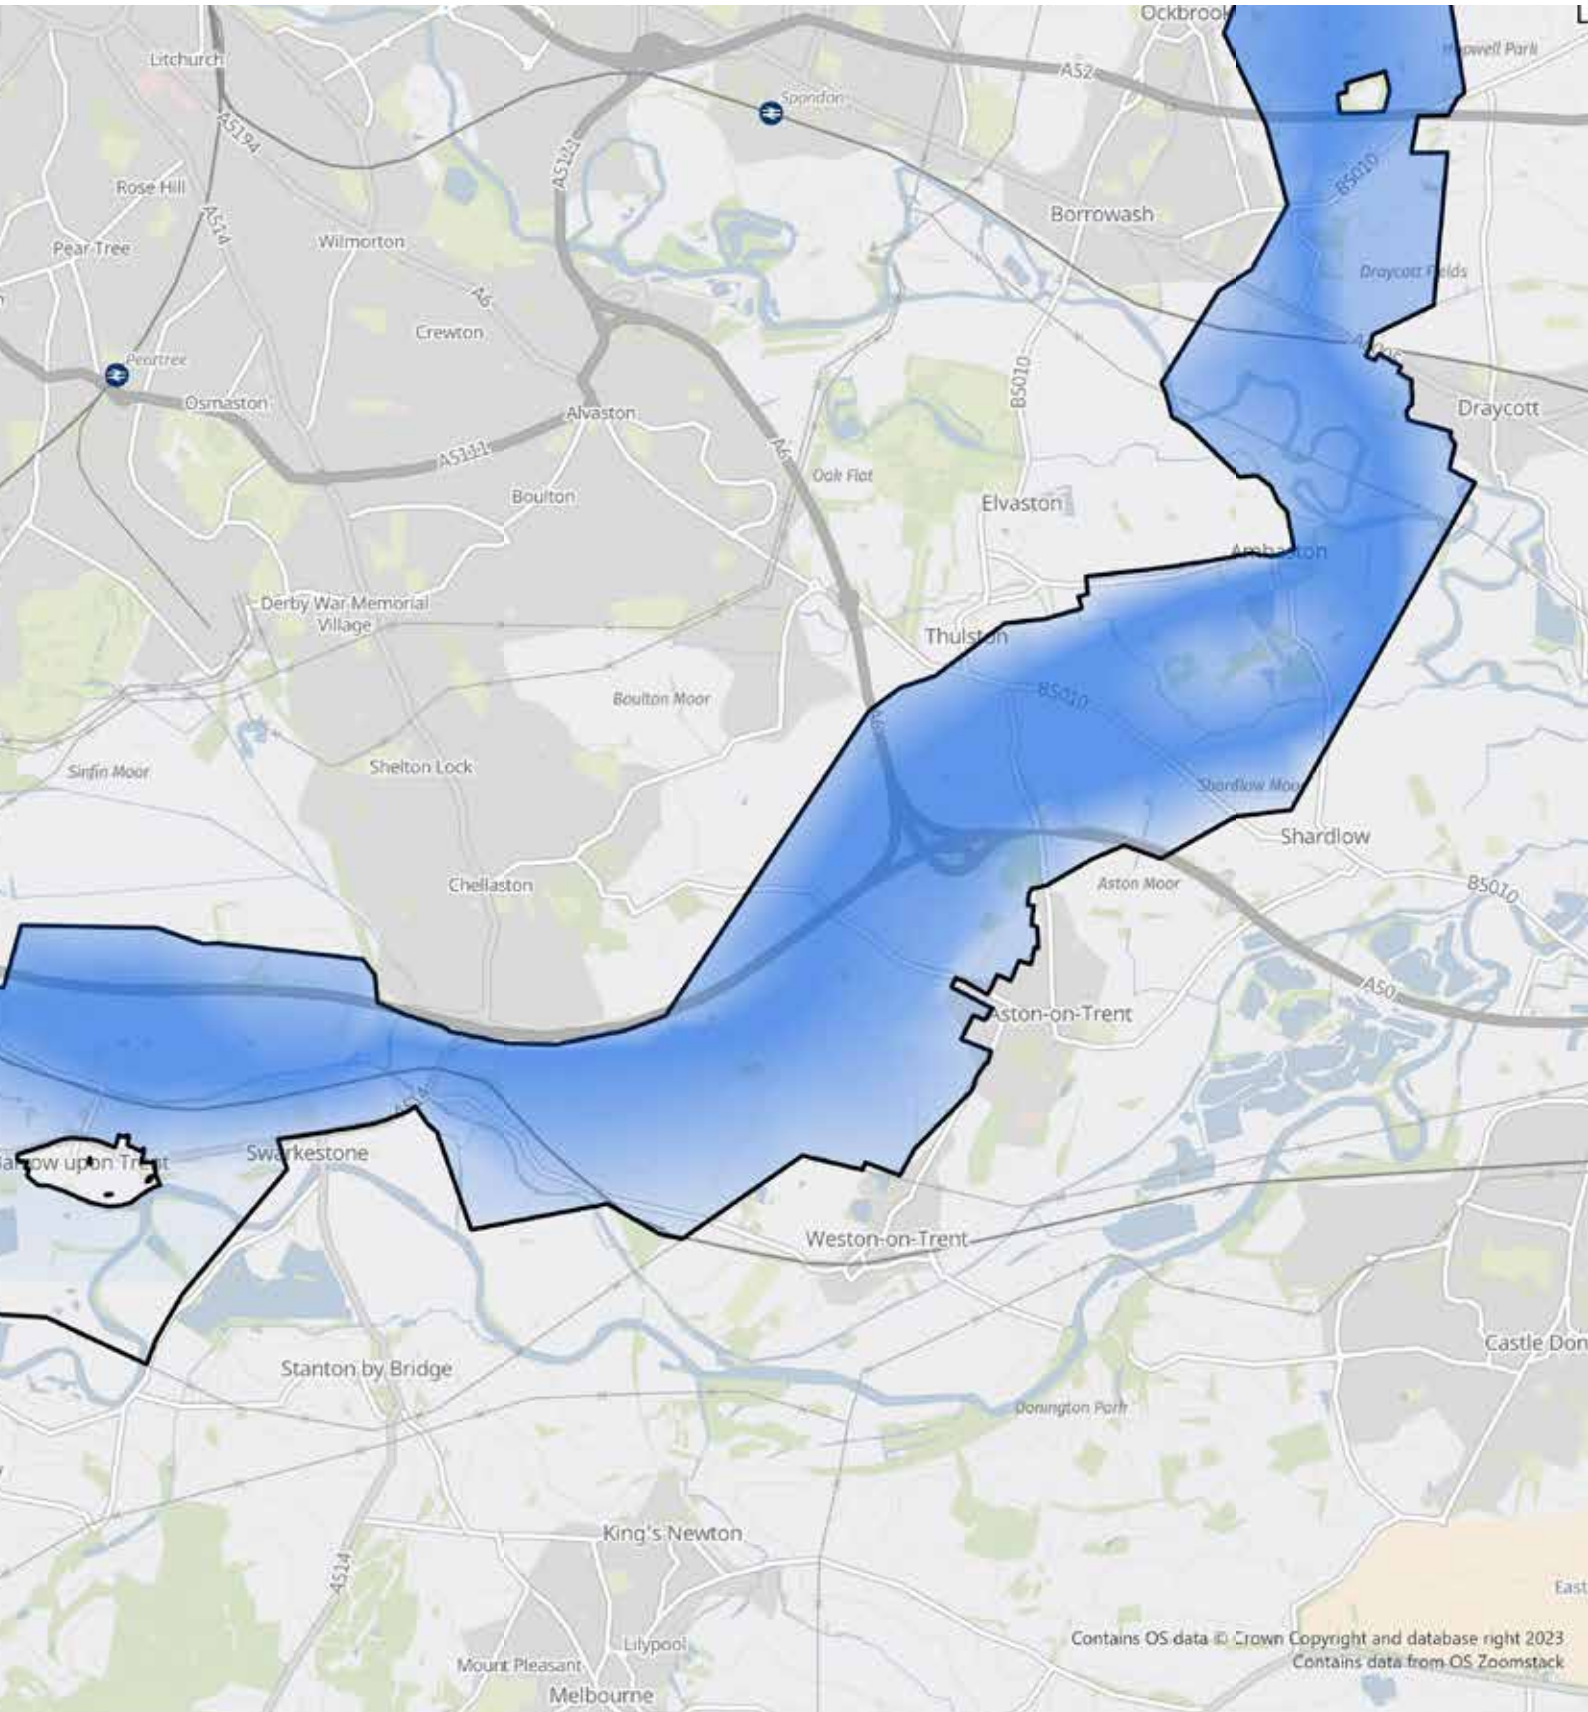 Ockbrook
Litchurch
Hopwell Park
A52
Spondon
A5194
A5111
B5010
Rose Hill
Borrowash
A514
Pear Tree
Wilmorton
Draycott Fields
A6
Crewton
Peartree
A6005
B5010
Osmaston
Alvaston
Draycott
A6
A5111
Oak Flat
Boulton
Elvaston
Ambaston
Derby War Memorial
Village
Thulston
Boulton Moor
B5010
Sinfin Moor
Shelton Lock
Shardlow Moor
Shardlow
Chellaston
Aston Moor
B5010
A50
Aston-on-Trent
A514
Barrow upon Trent
Swarkestone
Weston-on-Trent
Stanton by Bridge
Castle Don
Donington Park
King's Newton
A514
East
Contains OS data © Crown Copyright and database right 2023
Lilypool
Contains data from OS Zoomstack
Mount Pleasant
Melbourne